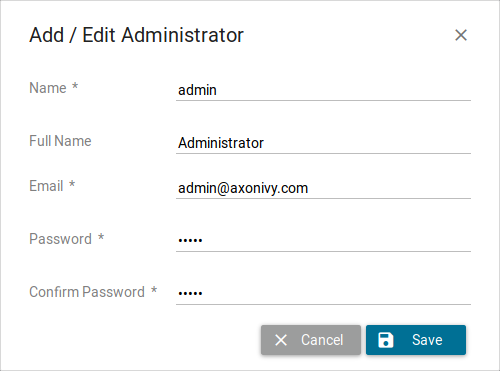 Add / Edit Administrator
Name * admin
Full Name Administrator
Email * admin@axonivy.com
Password * •••••
Confirm Password * •••••
Cancel Save